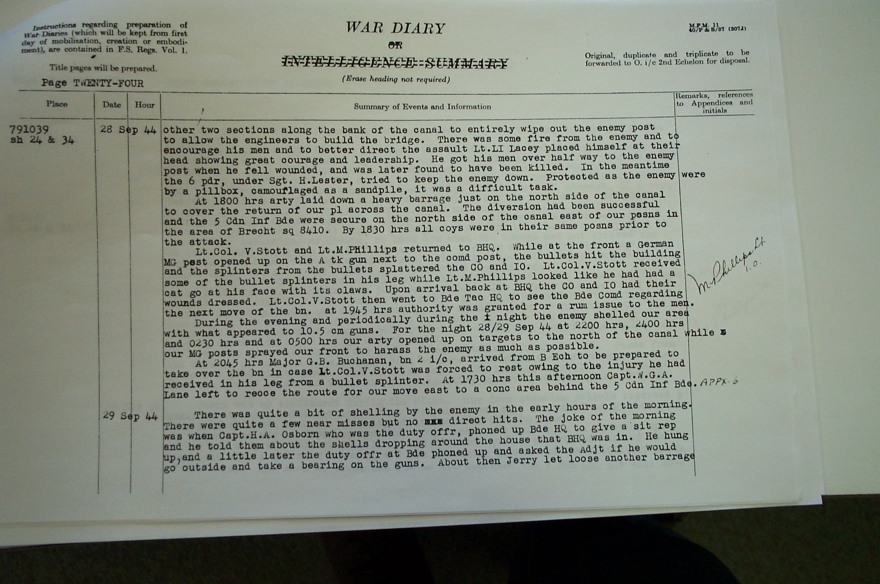 Instructions regarding preparation of
War Diaries (which will be kept from first
day of mobilisation, creation or embodi-
ment), are contained in F.S. Regs. Vol. 1.
Title pages will be prepared.
Page TWENTY-FOUR
WAR DIARY
OR
INTELLIGENCE SUMMARY
(Erase heading not required)
M.F.M. 11
Original, duplicate and triplicate to be
forwarded to O. i/c 2nd Echelon for disposal.
Place Date Hour Summary of Events and Information Remarks, references
to Appendices and
initials
791039 28 Sep 44 other two sections along the bank of the canal to entirely wipe out the enemy post
sh 24 & 34 to allow the engineers to build the bridge. There was some fire from the enemy and to
encourage his men and to better direct the assault Lt.LI Lacey placed himself at their
head showing great courage and leadership. He got his men over half way to the enemy
post when he fell wounded, and was later found to have been killed. In the meantime
the 6 pdr, under Sgt. H.Lester, tried to keep the enemy down. Protected as the enemy were
by a pillbox, camouflaged as a sandpile, it was a difficult task.
At 1800 hrs arty laid down a heavy barrage just on the north side of the canal
to cover the return of our pl across the canal. The diversion had been successful
and the 5 Cdn Inf Bde were secure on the north side of the canal east of our posns in
the area of Brecht sq 8410. By 1830 hrs all coys were in their same posns prior to
the attack.
Lt.Col. V.Stott and Lt.M.Phillips returned to BHQ. While at the front a German
MG post opened up on the A tk gun next to the comd post, the bullets hit the building
and the splinters from the bullets splattered the CO and IO. Lt.Col.V.Stott received
some of the bullet splinters in his leg while Lt.M.Phillips looked like he had had a
cat go at his face with its claws. Upon arrival back at BHQ the CO and IO had their
wounds dressed. Lt.Col.V.Stott then went to Bde Tac HQ to see the Bde Comd regarding
the next move of the bn. at 1945 hrs authority was granted for a rum issue to the men.
M Phillips Lt
I.O.
During the evening and periodically during the night the enemy shelled our area
with what appeared to 10.5 cm guns. For the night 28/29 Sep 44 at 2200 hrs, 2400 hrs
and 0230 hrs and at 0500 hrs our arty opened up on targets to the north of the canal while
our MG posts sprayed our front to harass the enemy as much as possible.
At 2045 hrs Major G.B. Buchanan, bn 2 i/c, arrived from B Ech to be prepared to
take over the bn in case Lt.Col.V.Stott was forced to rest owing to the injury he had
received in his leg from a bullet splinter. At 1730 hrs this afternoon Capt.N.G.A.
Lane left to recce the route for our move east to a conc area behind the 5 Cdn Inf Bde. APPX.
29 Sep 44 There was quite a bit of shelling by the enemy in the early hours of the morning.
There were quite a few near misses but no direct hits. The joke of the morning
was when Capt.H.A. Osborn who was the duty offr, phoned up Bde HQ to give a sit rep
and he told them about the shells dropping around the house that BHQ was in. He hung
up,and a little later the duty offr at Bde phoned up and asked the Adjt if he would
go outside and take a bearing on the guns. About then Jerry let loose another barrage